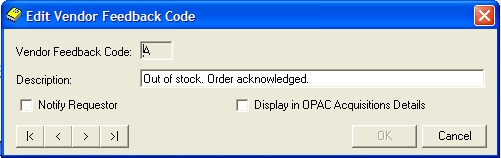 Edit Vendor Feedback Code
Vendor Feedback Code: A
Description: Out of stock. Order acknowledged.
Notify Requestor Display in OPAC Acquisitions Details
OK Cancel